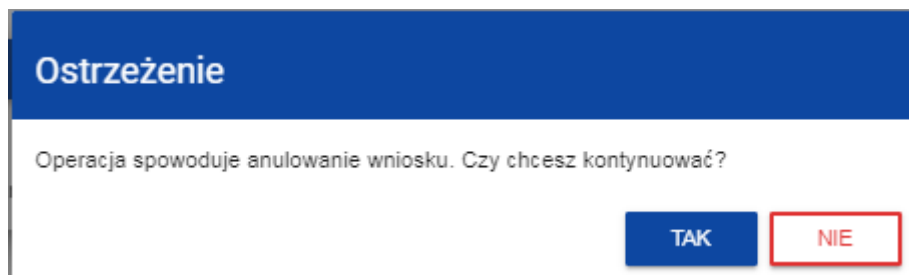 Ostrzeżenie
Operacja spowoduje anulowanie wniosku. Czy chcesz kontynuować?
TAK NIE